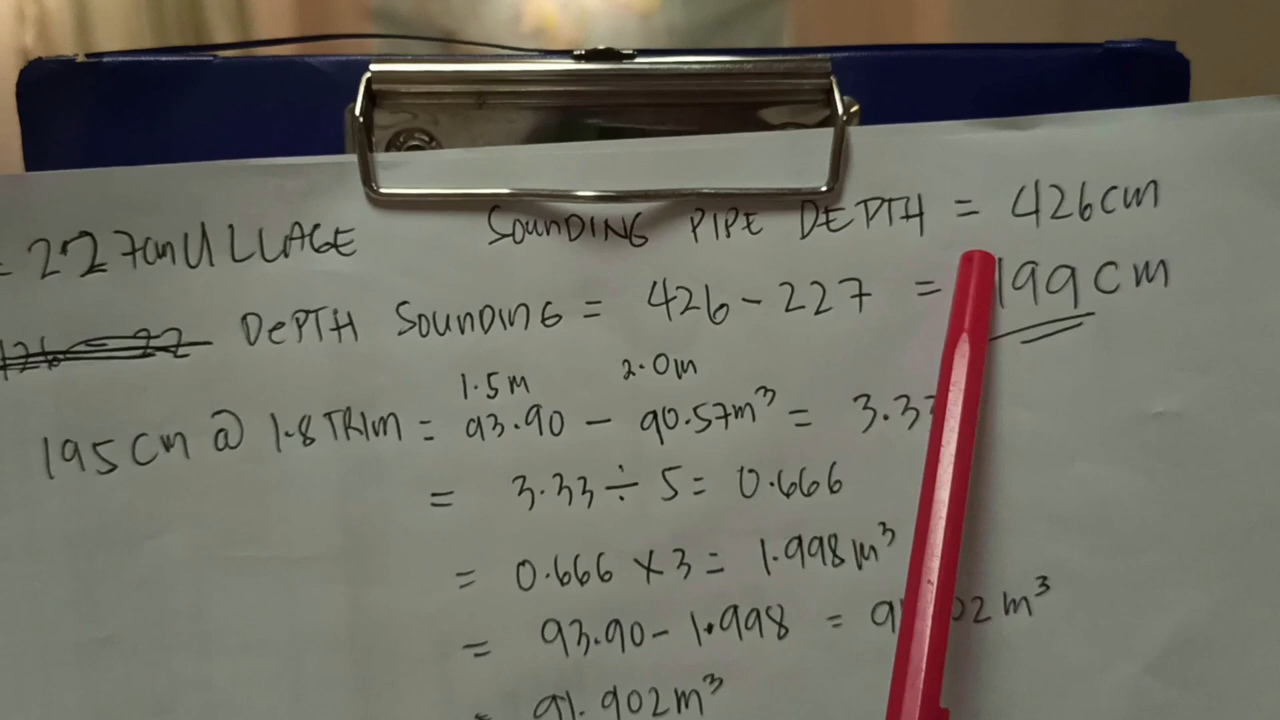 = 227cm ULLAGE SOUNDING PIPE DEPTH = 426cm
DEPTH SOUNDING = 426 - 227 = 199cm
1.5m 2.0m
195cm @ 1.8 TRIM = 93.90 - 90.57m³ = 3.3
= 3.33 ÷ 5 = 0.666
= 0.666 x 3 = 1.998m³
= 93.90 - 1.998 = 9 02m³
= 91.902m³